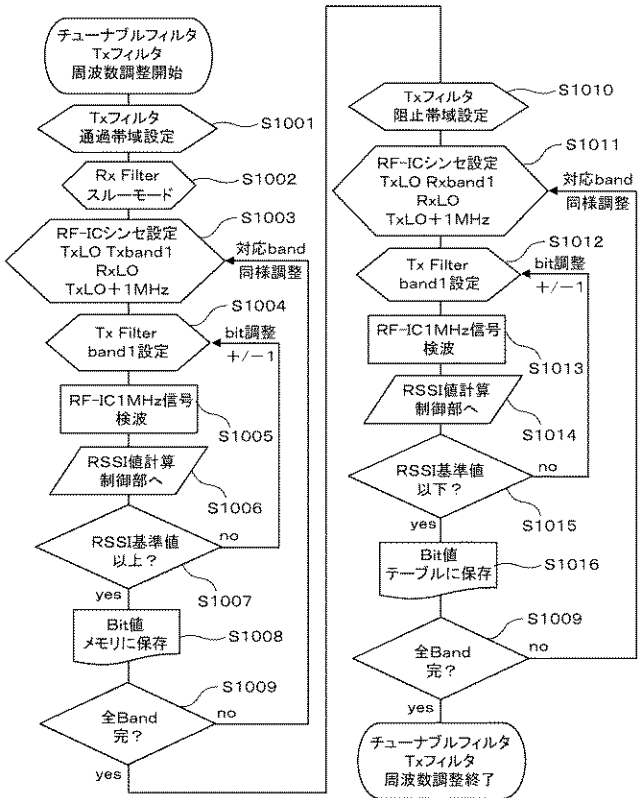 チューナブルフィルタ
Txフィルタ
周波数調整開始
Txフィルタ
通過帯域設定
S1001
Rx Filter
スルーモード
S1002
RF-ICシンセ設定
TxLO Txband1
RxLO
TxLO+1MHz
S1003
対応band
同様調整
Tx Filter
band1設定
S1004
bit調整
+/-1
RF-IC1MHz信号
検波
S1005
RSSI値計算
制御部へ
S1006
RSSI基準値
以上?
no
S1007
yes
Bit値
メモリに保存
S1008
全Band
完?
S1009
no
yes
Txフィルタ
阻止帯域設定
S1010
RF-ICシンセ設定
TxLO Rxband1
RxLO
TxLO+1MHz
S1011
対応band
同様調整
Tx Filter
band1設定
S1012
bit調整
+/-1
RF-IC1MHz信号
検波
S1013
RSSI値計算
制御部へ
S1014
RSSI基準値
以下?
no
S1015
yes
Bit値
テーブルに保存
S1016
全Band
完?
S1009
no
yes
チューナブルフィルタ
Txフィルタ
周波数調整終了